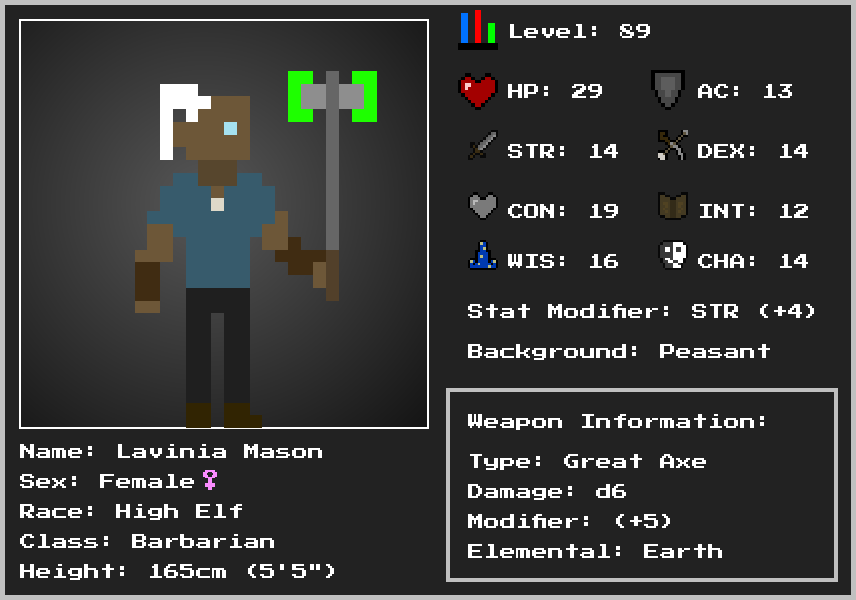 Level: 89
HP: 29
AC: 13
STR: 14
DEX: 14
CON: 19
INT: 12
WIS: 16
CHA: 14
Stat Modifier: STR (+4)
Background: Peasant
Weapon Information:
Type: Great Axe
Damage: d6
Modifier: (+5)
Elemental: Earth
Name: Lavinia Mason
Sex: Female♀
Race: High Elf
Class: Barbarian
Height: 165cm (5'5")